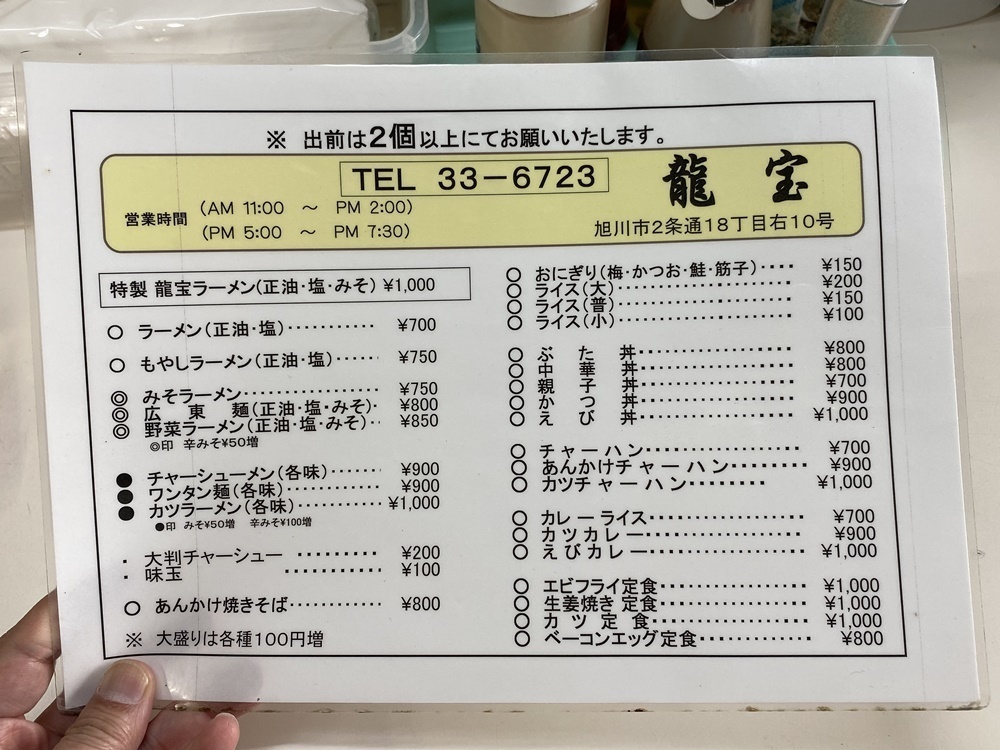 ※ 出前は2個以上にてお願いいたします。
TEL 33-6723
龍宝
営業時間 (AM 11:00 ～ PM 2:00)
(PM 5:00 ～ PM 7:30)
旭川市2条通18丁目右10号
特製 龍宝ラーメン(正油・塩・みそ) ¥1,000
○ ラーメン(正油・塩)············ ¥700
○ もやしラーメン(正油・塩)······ ¥750
◎ みそラーメン·················· ¥750
◎ 広東麺(正油・塩・みそ)· ¥800
◎ 野菜ラーメン(正油・塩・みそ)·· ¥850
◎印 辛みそ¥50増
● チャーシューメン(各味)······· ¥900
● ワンタン麺(各味)············ ¥900
● カツラーメン(各味)··········· ¥1,000
●印 みそ¥50増 辛みそ¥100増
・ 大判チャーシュー ········· ¥200
・ 味玉 ············ ¥100
○ あんかけ焼きそば············ ¥800
※ 大盛りは各種100円増
○ おにぎり(梅・かつお・鮭・筋子)···· ¥150
○ ライス(大)······················ ¥200
○ ライス(普)······················ ¥150
○ ライス(小)······················ ¥100
○ ぶた丼···················· ¥800
○ 中華丼···················· ¥800
○ 親子丼···················· ¥700
○ かつ丼···················· ¥900
○ えび丼···················· ¥1,000
○ チャーハン···················· ¥700
○ あんかけチャーハン·········· ¥900
○ カツチャーハン·········· ¥1,000
○ カレーライス·················· ¥700
○ カツカレー···················· ¥900
○ えびカレー···················· ¥1,000
○ エビフライ定食················ ¥1,000
○ 生姜焼き定食·················· ¥1,000
○ カツ定食···················· ¥1,000
○ ベーコンエッグ定食············ ¥800